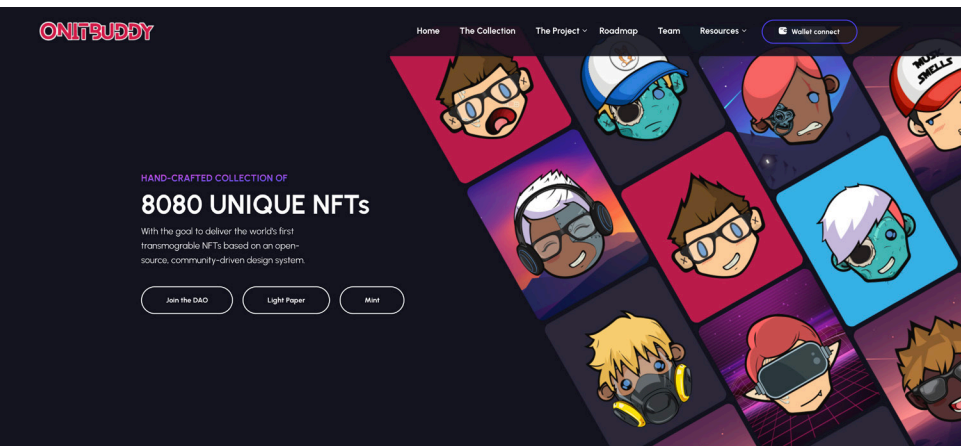 ONITBUDDY
Home The Collection The Project Roadmap Team Resources Wallet connect
HAND-CRAFTED COLLECTION OF
8080 UNIQUE NFTs
With the goal to deliver the world's first
transmograble NFTs based on an open-
source, community-driven design system.
Join the DAO Light Paper Mint
MUSK
SMELLS